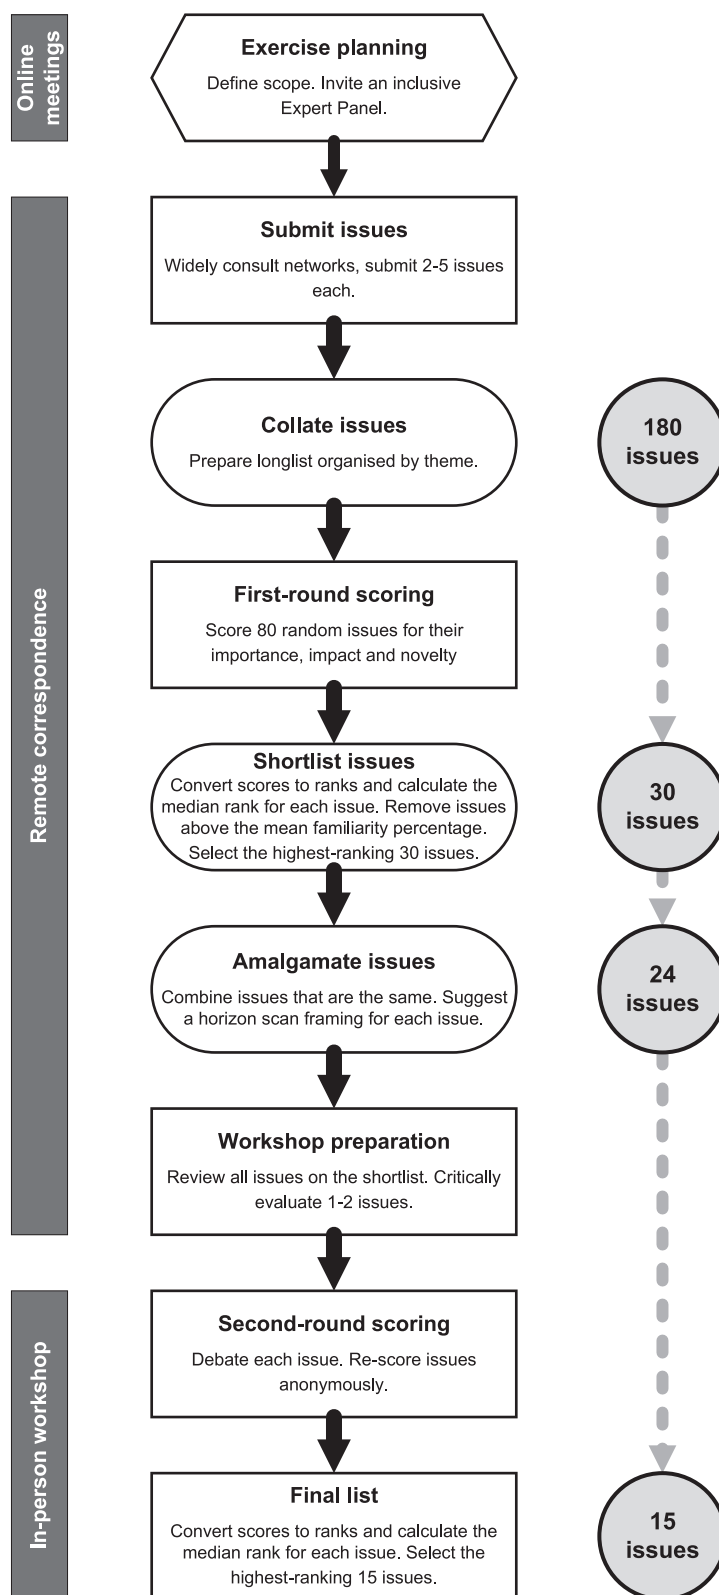 Online
meetings
Exercise planning
Define scope. Invite an inclusive
Expert Panel.
Remote correspondence
Submit issues
Widely consult networks, submit 2-5 issues
each.
Collate issues
Prepare longlist organised by theme.
180
issues
First-round scoring
Score 80 random issues for their
importance, impact and novelty
Shortlist issues
Convert scores to ranks and calculate the
median rank for each issue. Remove issues
above the mean familiarity percentage.
Select the highest-ranking 30 issues.
30
issues
Amalgamate issues
Combine issues that are the same. Suggest
a horizon scan framing for each issue.
24
issues
Workshop preparation
Review all issues on the shortlist. Critically
evaluate 1-2 issues.
In-person workshop
Second-round scoring
Debate each issue. Re-score issues
anonymously.
Final list
Convert scores to ranks and calculate the
median rank for each issue. Select the
highest-ranking 15 issues.
15
issues